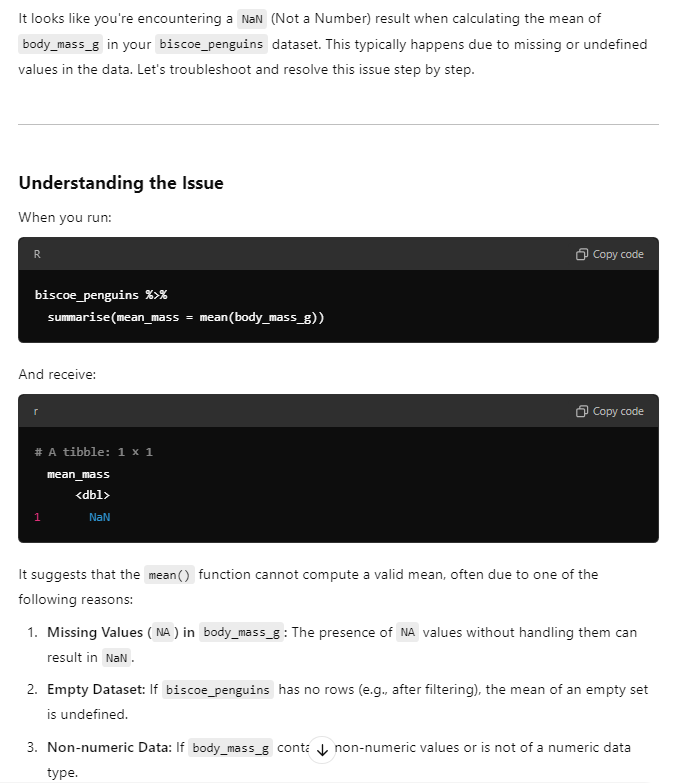 It looks like you're encountering a NaN (Not a Number) result when calculating the mean of
body_mass_g in your biscoe_penguins dataset. This typically happens due to missing or undefined
values in the data. Let's troubleshoot and resolve this issue step by step.
Understanding the Issue
When you run:
R Copy code
biscoe_penguins %>%
  summarise(mean_mass = mean(body_mass_g))
And receive:
r Copy code
# A tibble: 1 x 1
  mean_mass
      <dbl>
1       NaN
It suggests that the mean() function cannot compute a valid mean, often due to one of the
following reasons:
1. Missing Values ( NA ) in body_mass_g : The presence of NA values without handling them can
result in NaN .
2. Empty Dataset: If biscoe_penguins has no rows (e.g., after filtering), the mean of an empty set
is undefined.
3. Non-numeric Data: If body_mass_g non-numeric values or is not of a numeric data
type.